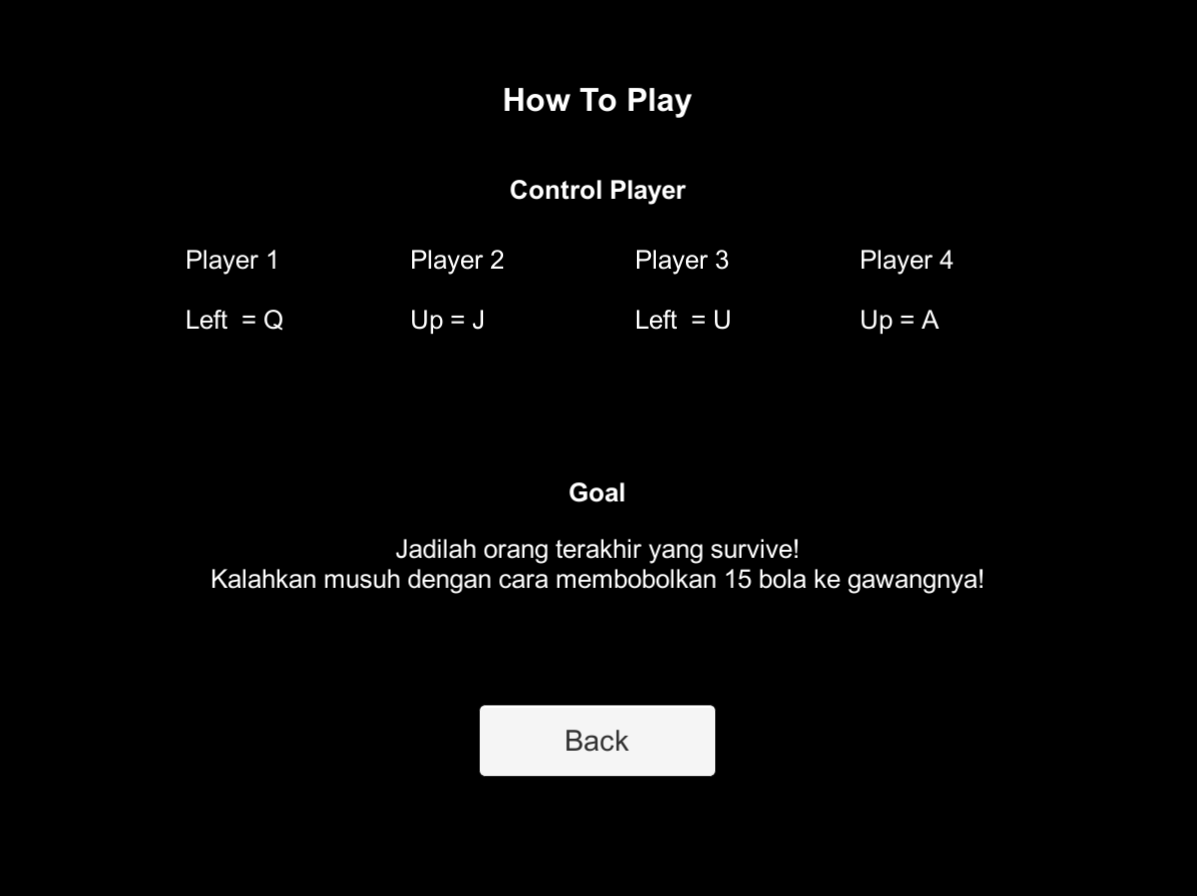 How To Play
Control Player
Player 1 Player 2 Player 3 Player 4
Left = Q Up = J Left = U Up = A
Goal
Jadilah orang terakhir yang survive!
Kalahkan musuh dengan cara membobolkan 15 bola ke gawangnya!
Back